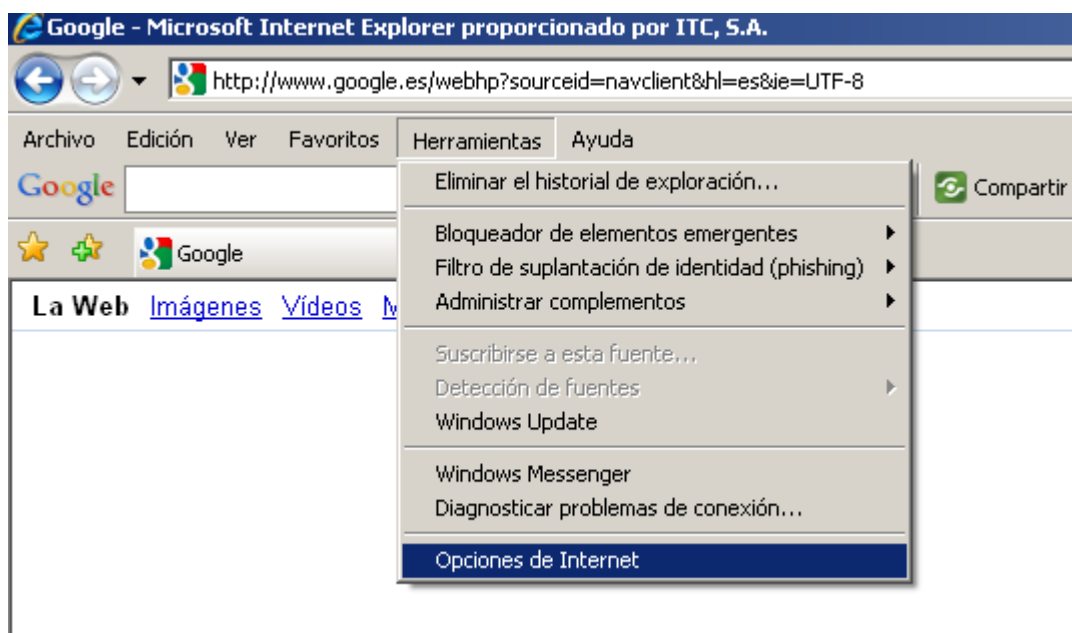 Google - Microsoft Internet Explorer proporcionado por ITC, S.A.
http://www.google.es/webhp?sourceid=navclient&hl=es&ie=UTF-8
Archivo Edición Ver Favoritos Herramientas Ayuda
Google
Eliminar el historial de exploración...
Compartir
Bloqueador de elementos emergentes
Google
Filtro de suplantación de identidad (phishing)
Administrar complementos
La Web Imágenes Vídeos
Suscribirse a esta fuente...
Detección de fuentes
Windows Update
Windows Messenger
Diagnosticar problemas de conexión...
Opciones de Internet